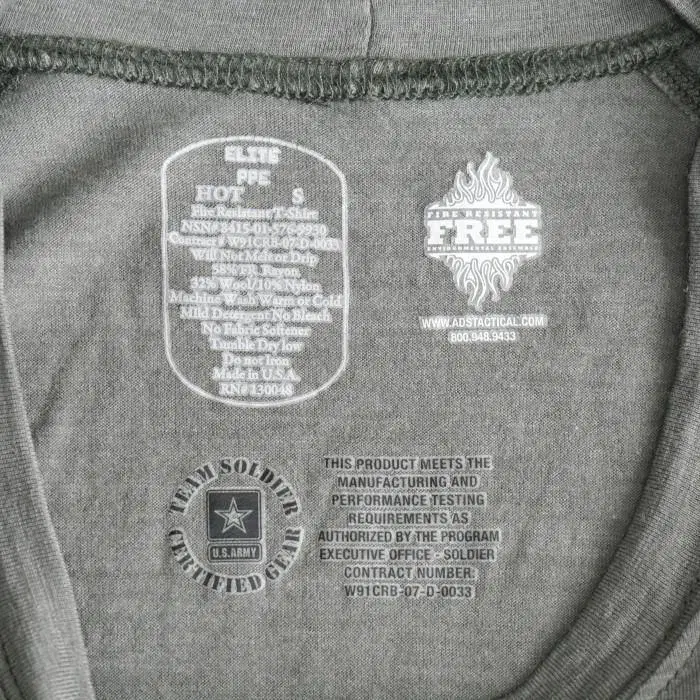 ELITE
PPE
HOT S
Fire Resistant T-Shirt
NSN# 8415-01-576-9930
Contract # W91CRB-07-D-0033
Will Not Melt or Drip
58% FR. Rayon
32% Wool/10% Nylon
Machine Wash Warm or Cold
Mild Detergent No Bleach
No Fabric Softener
Tumble Dry low
Do not Iron
Made in U.S.A.
RN# 130048
FIRE RESISTANT
FREE
ENVIRONMENTAL ENSEMBLE
WWW.ADSTACTICAL.COM
800.948.9433
TEAM SOLDIER
U.S.ARMY
CERTIFIED GEAR
THIS PRODUCT MEETS THE
MANUFACTURING AND
PERFORMANCE TESTING
REQUIREMENTS AS
AUTHORIZED BY THE PROGRAM
EXECUTIVE OFFICE - SOLDIER
CONTRACT NUMBER:
W91CRB-07-D-0033